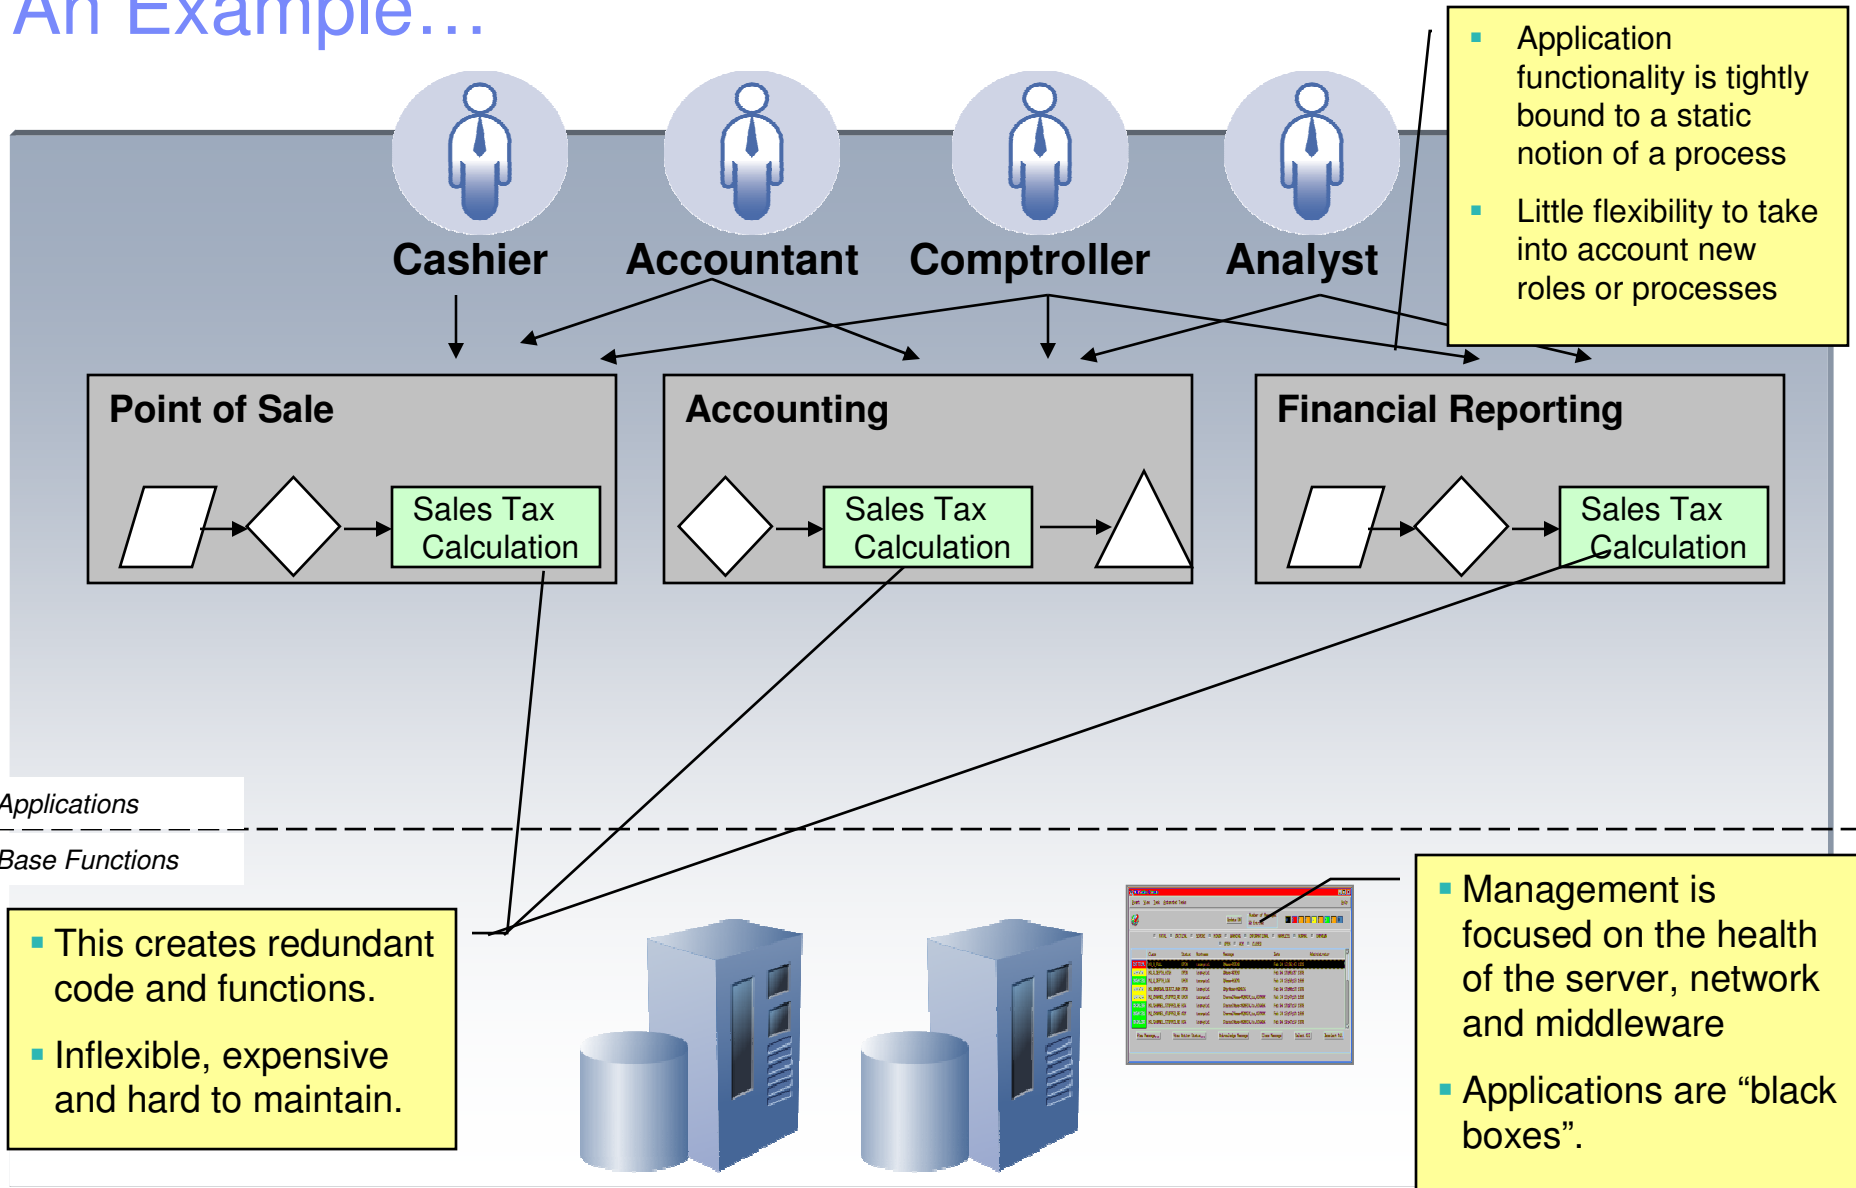 An Example…
Application
functionality is tightly
bound to a static
notion of a process
Little flexibility to take
into account new
roles or processes
Cashier
Accountant
Comptroller
Analyst
Point of Sale
Sales Tax
Calculation
Accounting
Sales Tax
Calculation
Financial Reporting
Sales Tax
Calculation
Applications
Base Functions
This creates redundant
code and functions.
Inflexible, expensive
and hard to maintain.
Management is
focused on the health
of the server, network
and middleware
Applications are “black
boxes”.